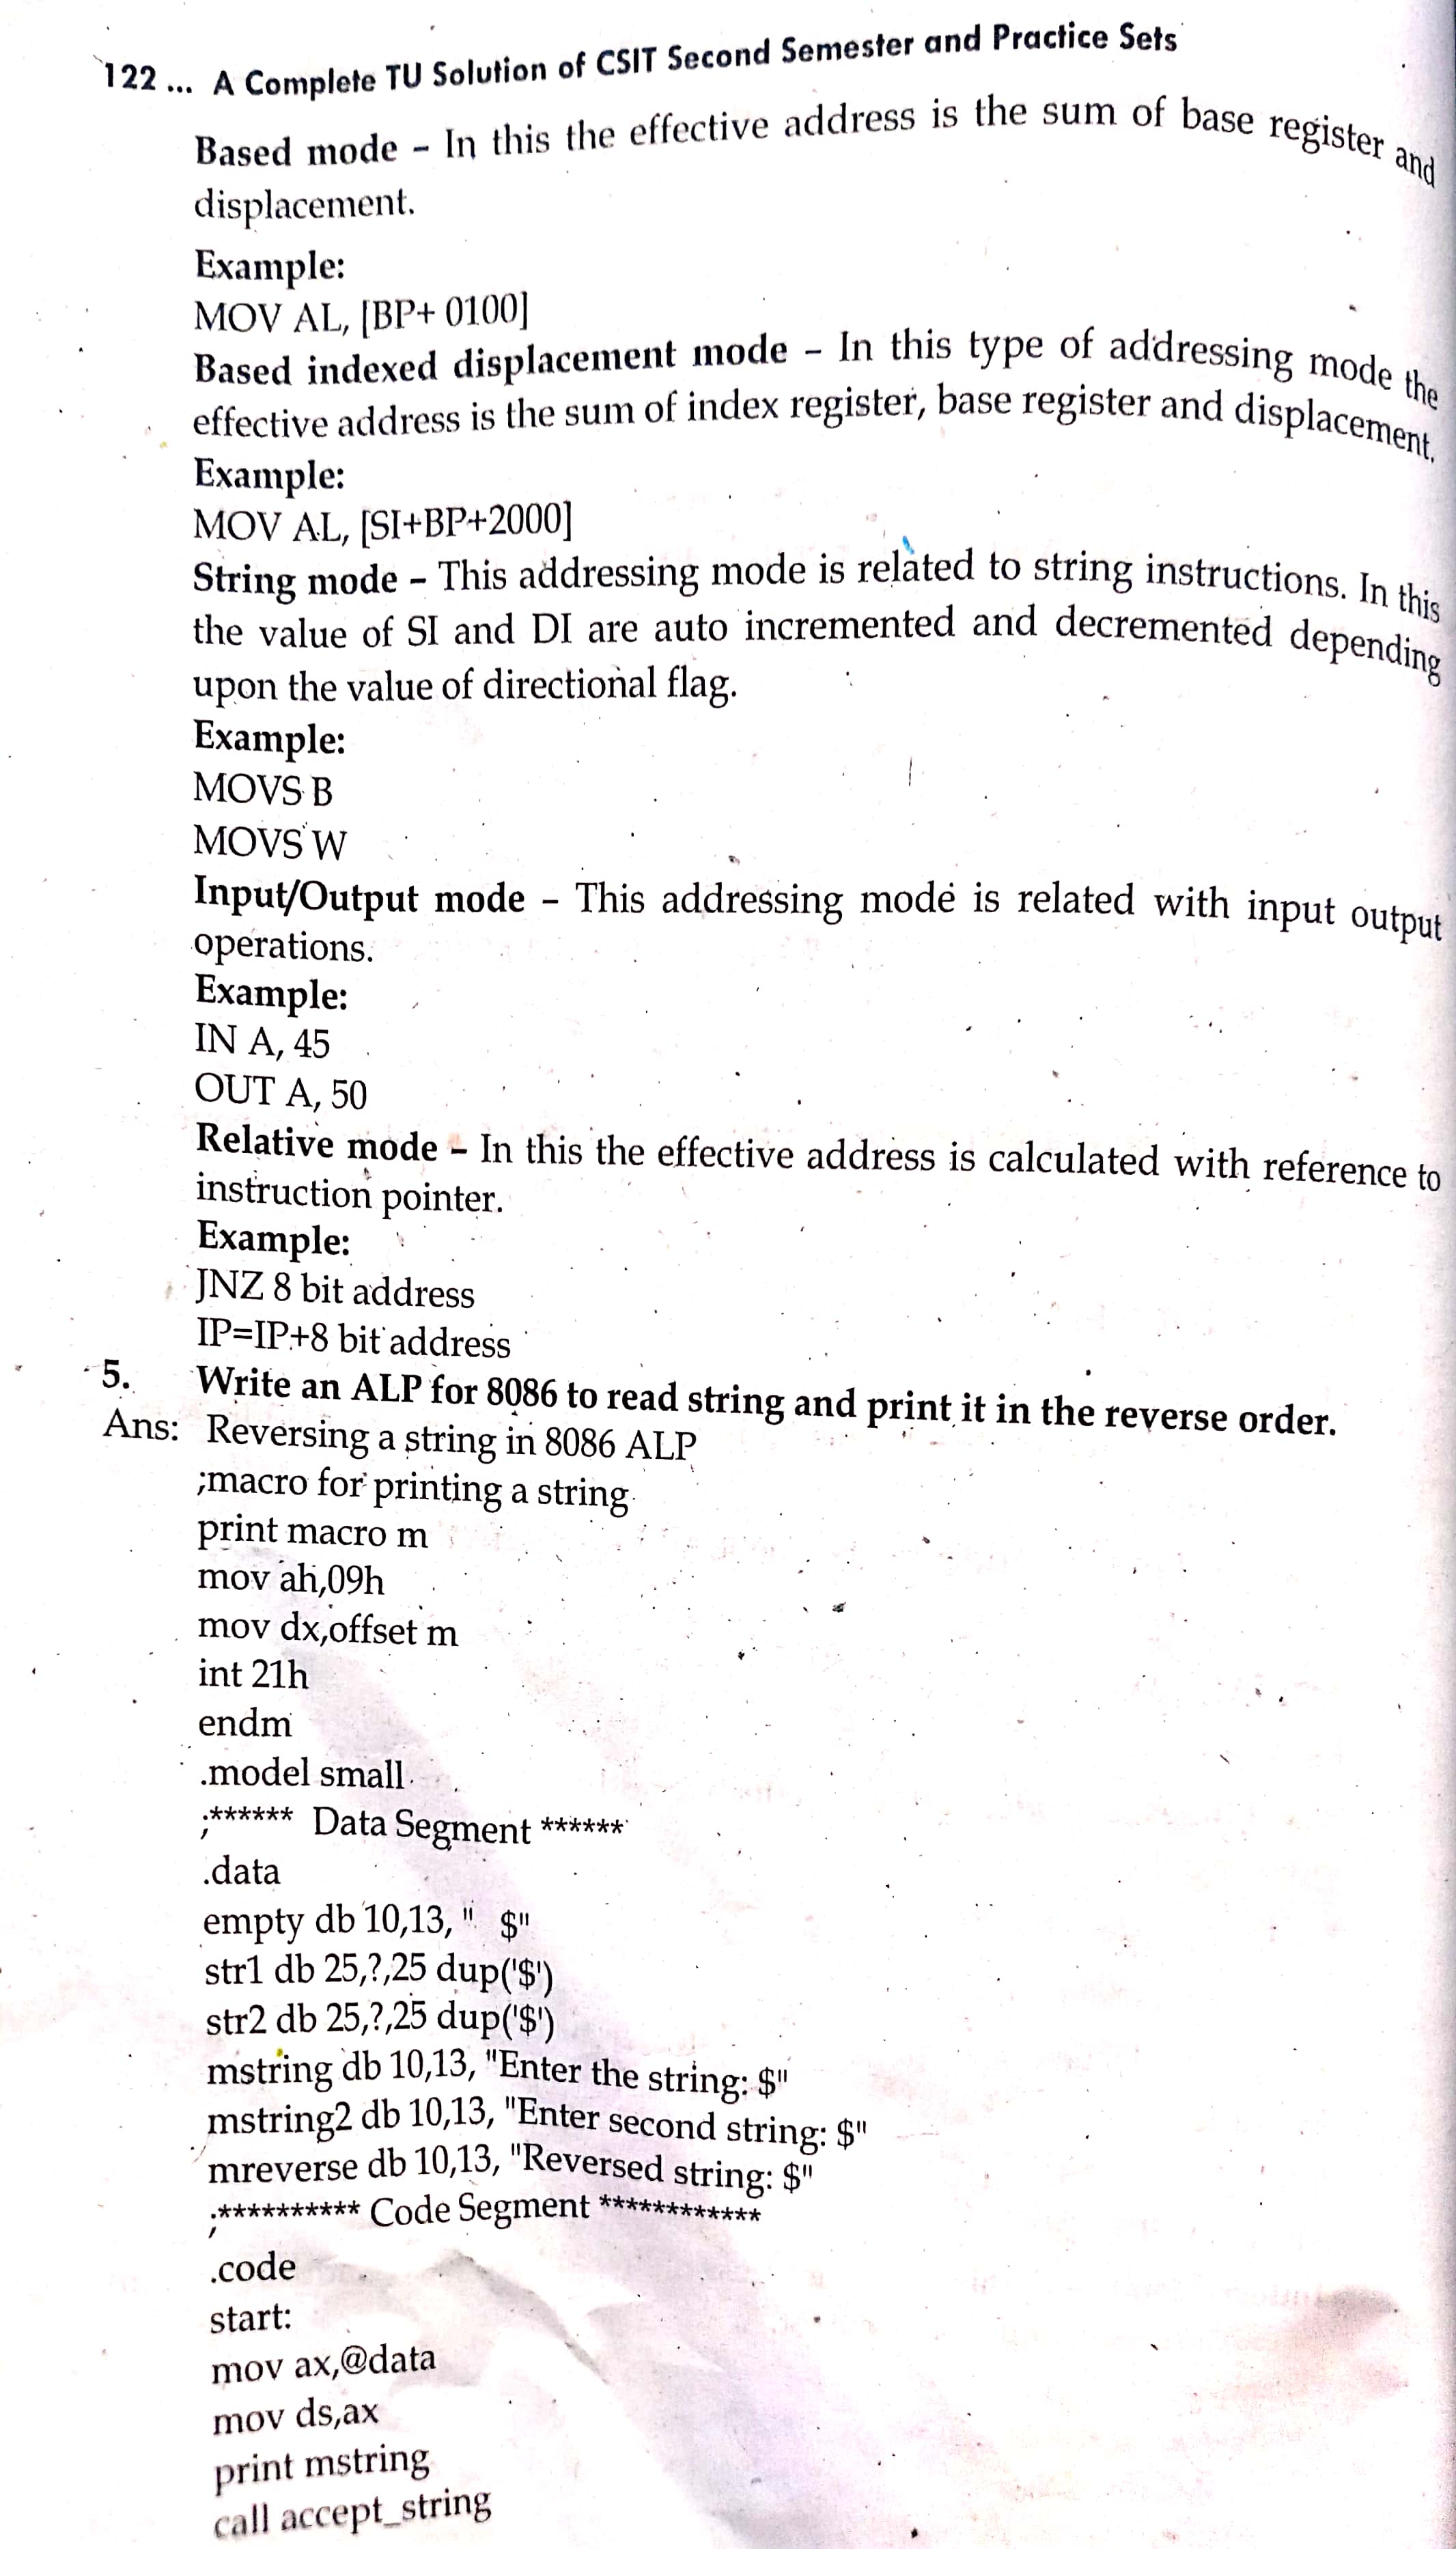 122 ... A Complete TU Solution of CSIT Second Semester and Practice Sets
Based mode – In this the effective address is the sum of base register and
displacement.
Example:
MOV AL, [BP+ 0100]
Based indexed displacement mode – In this type of addressing mode the
effective address is the sum of index register, base register and displacement.
Example:
MOV AL, [SI+BP+2000]
String mode – This addressing mode is related to string instructions. In this
the value of SI and DI are auto incremented and decremented depending
upon the value of directional flag.
Example:
MOVS B
MOVS W
Input/Output mode – This addressing mode is related with input output
operations.
Example:
IN A, 45
OUT A, 50
Relative mode – In this the effective address is calculated with reference to
instruction pointer.
Example:
JNZ 8 bit address
IP=IP+8 bit address
5. Write an ALP for 8086 to read string and print it in the reverse order.
Ans: Reversing a string in 8086 ALP
;macro for printing a string
print macro m
mov ah,09h
mov dx,offset m
int 21h
endm
.model small
;****** Data Segment ******
.data
empty db 10,13, "   $"
str1 db 25,?,25 dup('$')
str2 db 25,?,25 dup('$')
mstring db 10,13, "Enter the string: $"
mstring2 db 10,13, "Enter second string: $"
mreverse db 10,13, "Reversed string: $"
;********** Code Segment ************
.code
start:
mov ax,@data
mov ds,ax
print mstring
call accept_string